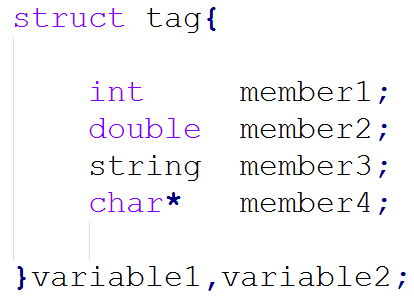 struct tag{
int member1;
double member2;
string member3;
char* member4;
}variable1,variable2;